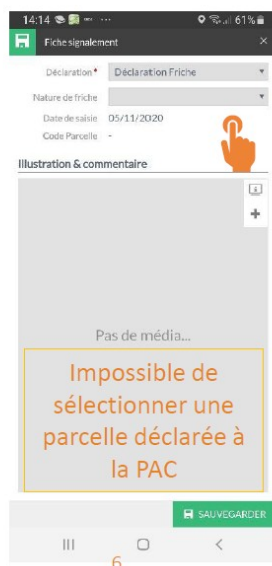 14:14 ... 61%
Fiche signalement ×
Déclaration* Déclaration Friche
Nature de friche
Date de saisie 05/11/2020
Code Parcelle -
Illustration & commentaire
Pas de média...
Impossible de
sélectionner une
parcelle déclarée à
la PAC
SAUVEGARDER
6